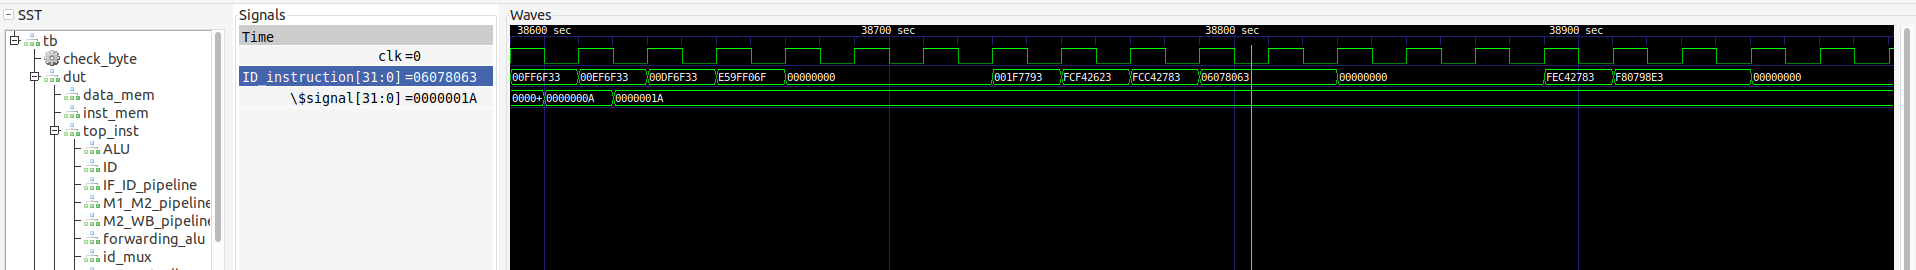 SST
tb
check_byte
dut
data_mem
inst_mem
top_inst
ALU
ID
IF_ID_pipeline
M1_M2_pipeline
M2_WB_pipeline
forwarding_alu
id_mux
Signals
Time
clk=0
ID_instruction[31:0]=06078063
\$signal[31:0]=0000001A
Waves
38600 sec 38700 sec 38800 sec 38900 sec
00FF6F33 00EF6F33 00DF6F33 E59FF06F 00000000 001F7793 FCF42623 FCC42783 06078063 00000000 FEC42783 F80798E3 00000000
0000+ 0000000A 0000001A